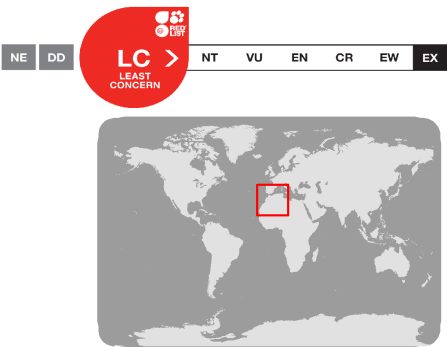 RED
LIST
NE DD LC > NT VU EN CR EW EX
LEAST
CONCERN